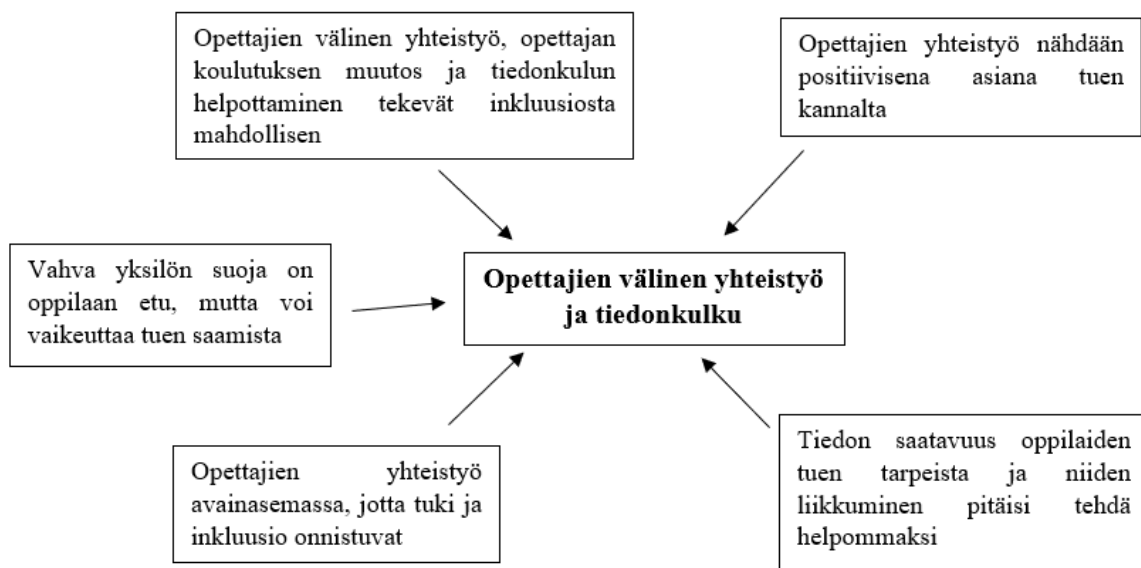 Opettajien välinen yhteistyö, opettajan
koulutuksen muutos ja tiedonkulun
helpottaminen tekevät inkluusiosta
mahdollisen
Opettajien yhteistyö nähdään
positiivisena asiana tuen
kannalta
Vahva yksilön suoja on
oppilaan etu, mutta voi
vaikeuttaa tuen saamista
Opettajien välinen yhteistyö
ja tiedonkulku
Opettajien yhteistyö
avainasemassa, jotta tuki ja
inkluusio onnistuvat
Tiedon saatavuus oppilaiden
tuen tarpeista ja niiden
liikkuminen pitäisi tehdä
helpommaksi